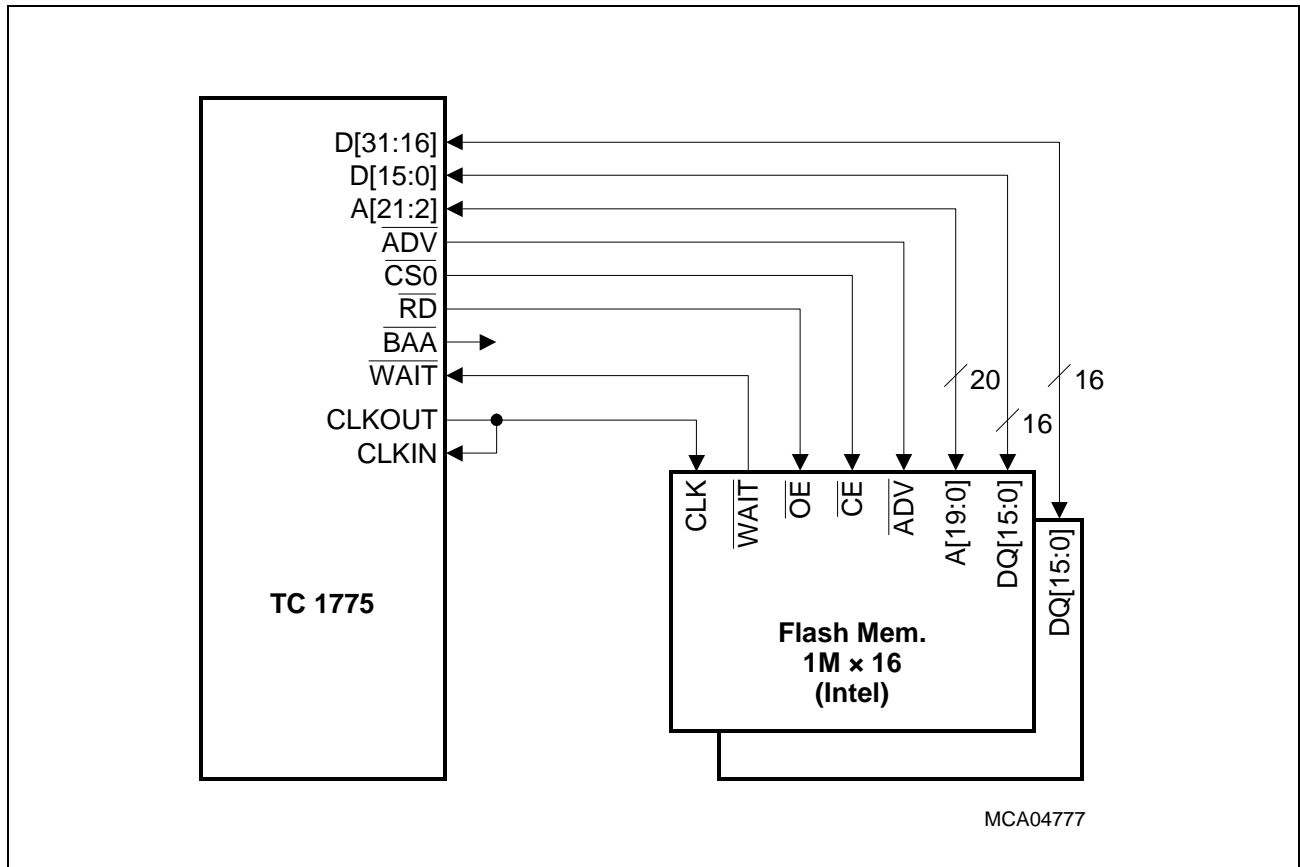 D[31:16]
D[15:0]
A[21:2]
ADV
CS0
RD
BAA
WAIT
CLKOUT
CLKIN
TC 1775
20
16
16
CLK
WAIT
OE
CE
ADV
A[19:0]
DQ[15:0]
DQ[15:0]
Flash Mem.
1M × 16
(Intel)
MCA04777